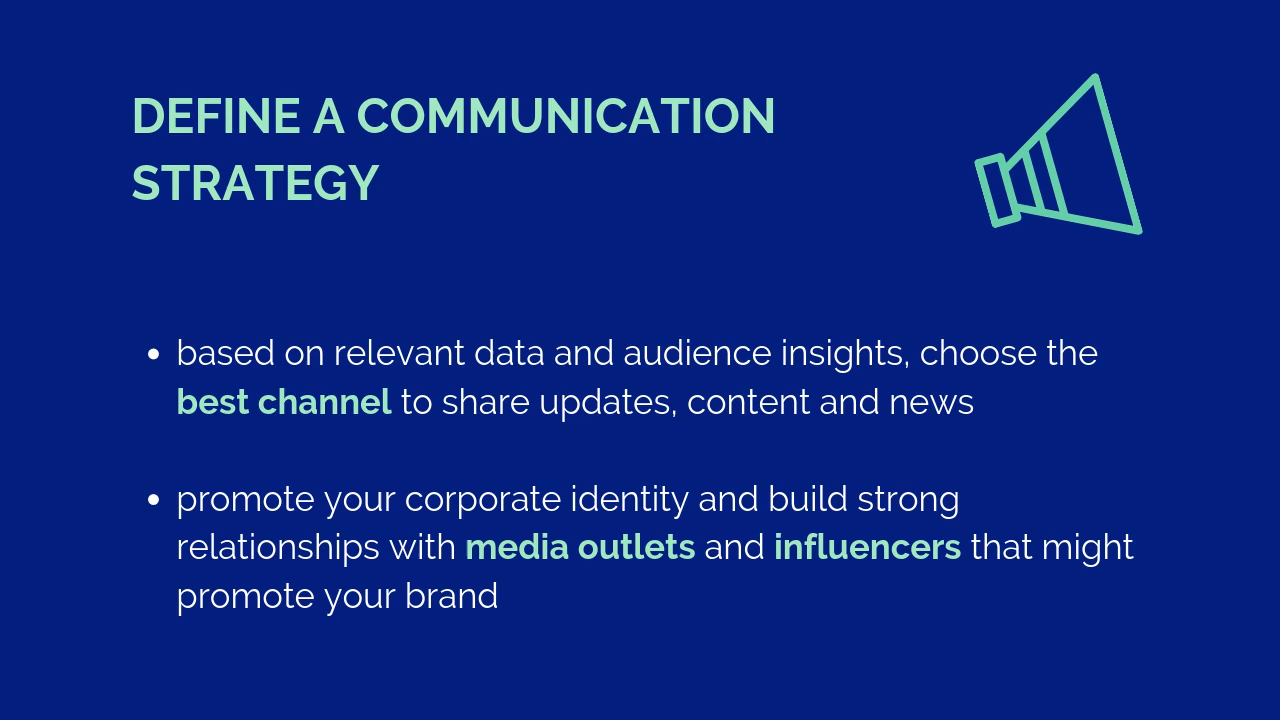 DEFINE A COMMUNICATION
STRATEGY
• based on relevant data and audience insights, choose the
best channel to share updates, content and news
• promote your corporate identity and build strong
relationships with media outlets and influencers that might
promote your brand